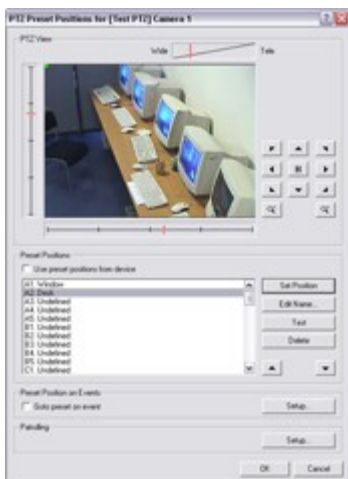 PTZ Preset Positions for [Test PTZ] Camera 1
PTZ View
Wide
Tele
Preset Positions
Use preset positions from device
A1. Window
A2. Desk
A3. Undefined
A4. Undefined
A5. Undefined
B1. Undefined
B2. Undefined
B3. Undefined
B4. Undefined
B5. Undefined
C1. Undefined
Set Position
Edit Name...
Test
Delete
Preset Position on Events
Goto preset on event
Setup...
Patrolling
Setup...
OK
Cancel